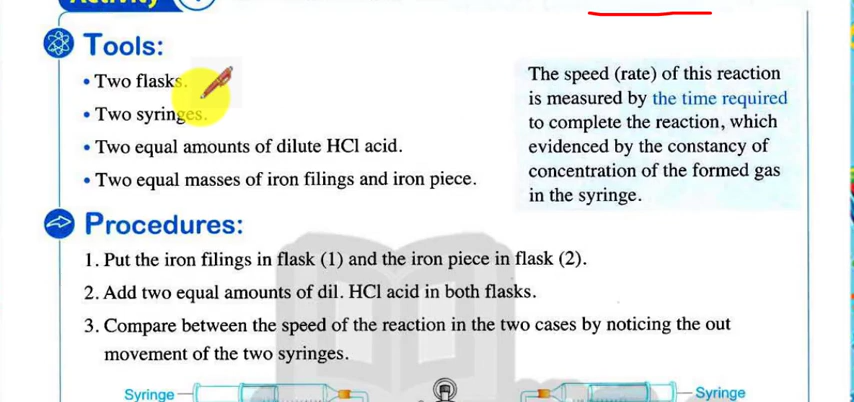 Activity
Tools:
• Two flasks.
• Two syringes.
• Two equal amounts of dilute HCl acid.
• Two equal masses of iron filings and iron piece.
The speed (rate) of this reaction
is measured by the time required
to complete the reaction, which
evidenced by the constancy of
concentration of the formed gas
in the syringe.
Procedures:
1. Put the iron filings in flask (1) and the iron piece in flask (2).
2. Add two equal amounts of dil. HCl acid in both flasks.
3. Compare between the speed of the reaction in the two cases by noticing the out
movement of the two syringes.
Syringe
Syringe